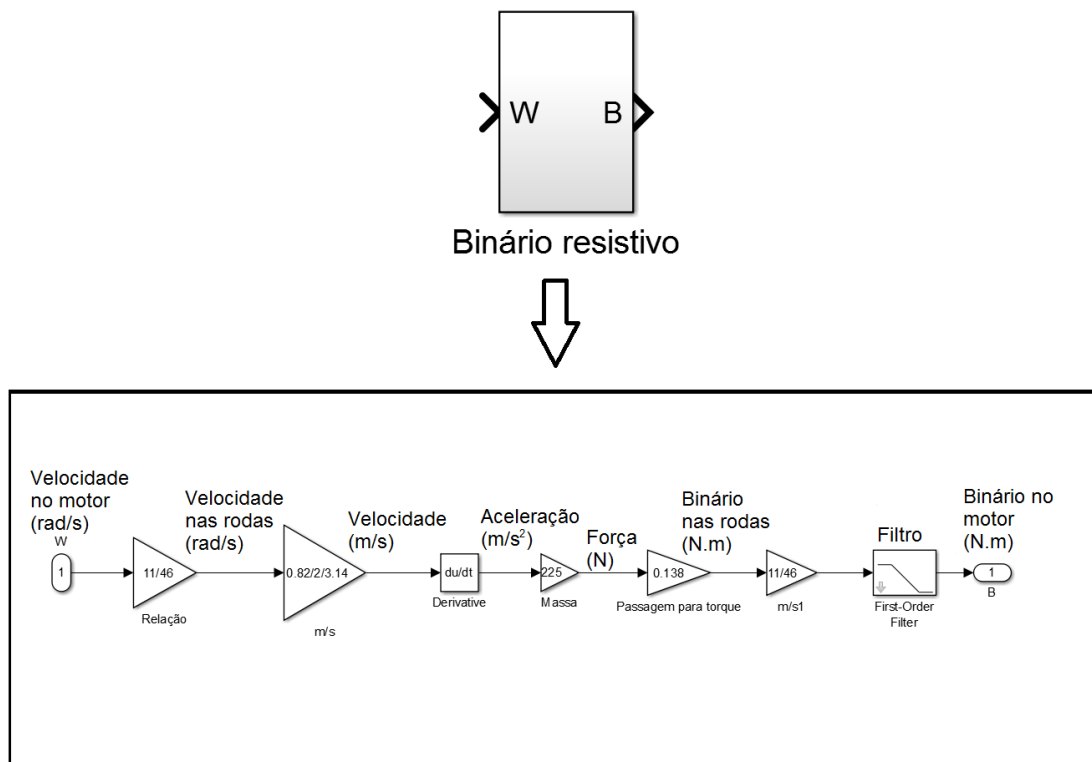 W
B
Binário resistivo
Velocidade
no motor
(rad/s)
W
1
11/46
Relação
Velocidade
nas rodas
(rad/s)
0.82/2/3.14
m/s
Velocidade
(m/s)
du/dt
Derivative
Aceleração
(m/s²)
225
Massa
Força
(N)
0.138
Passagem para torque
Binário
nas rodas
(N.m)
11/46
m/s1
Filtro
First-Order
Filter
Binário no
motor
(N.m)
1
B